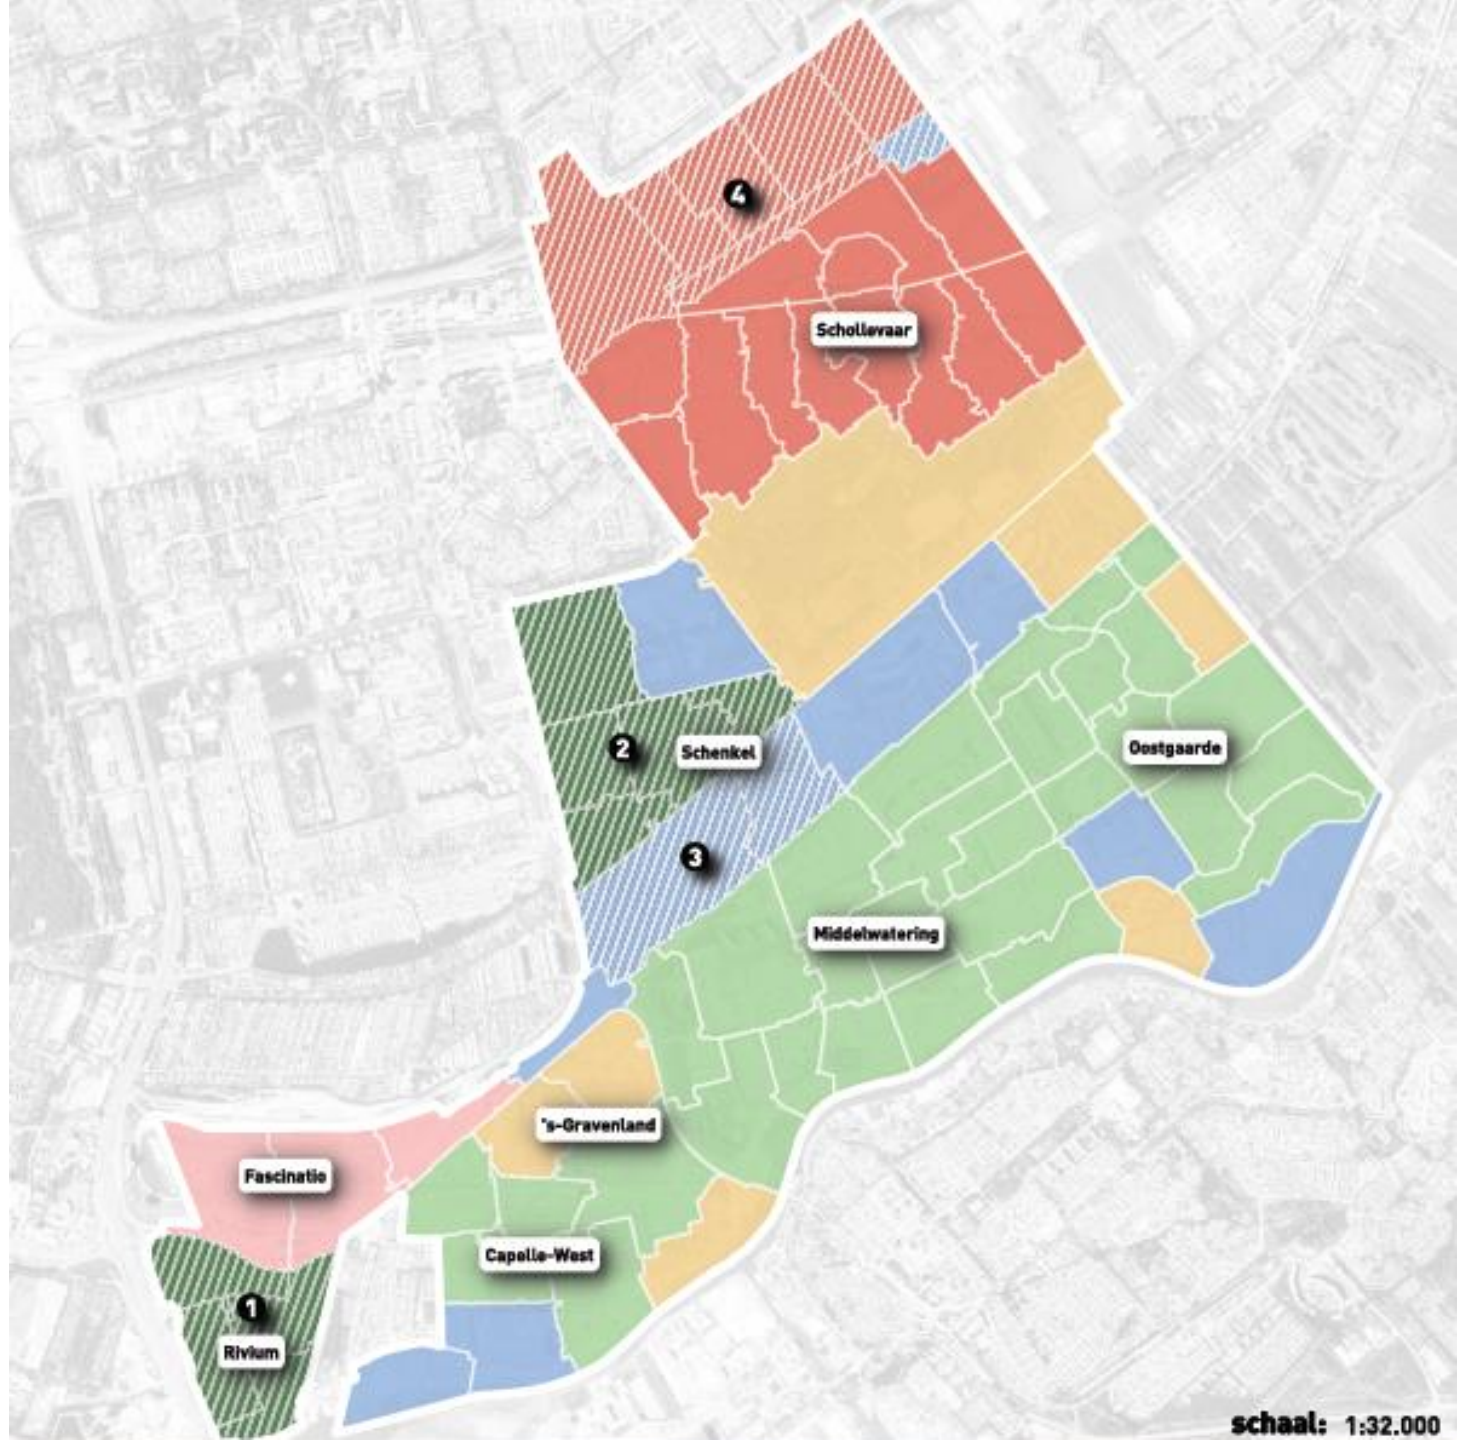 4
Schollevaar
2
Schenkel
Oostgaarde
3
Middelwatering
's-Gravenland
Fascinatio
Capelle-West
1
Rivium
schaal: 1:32.000